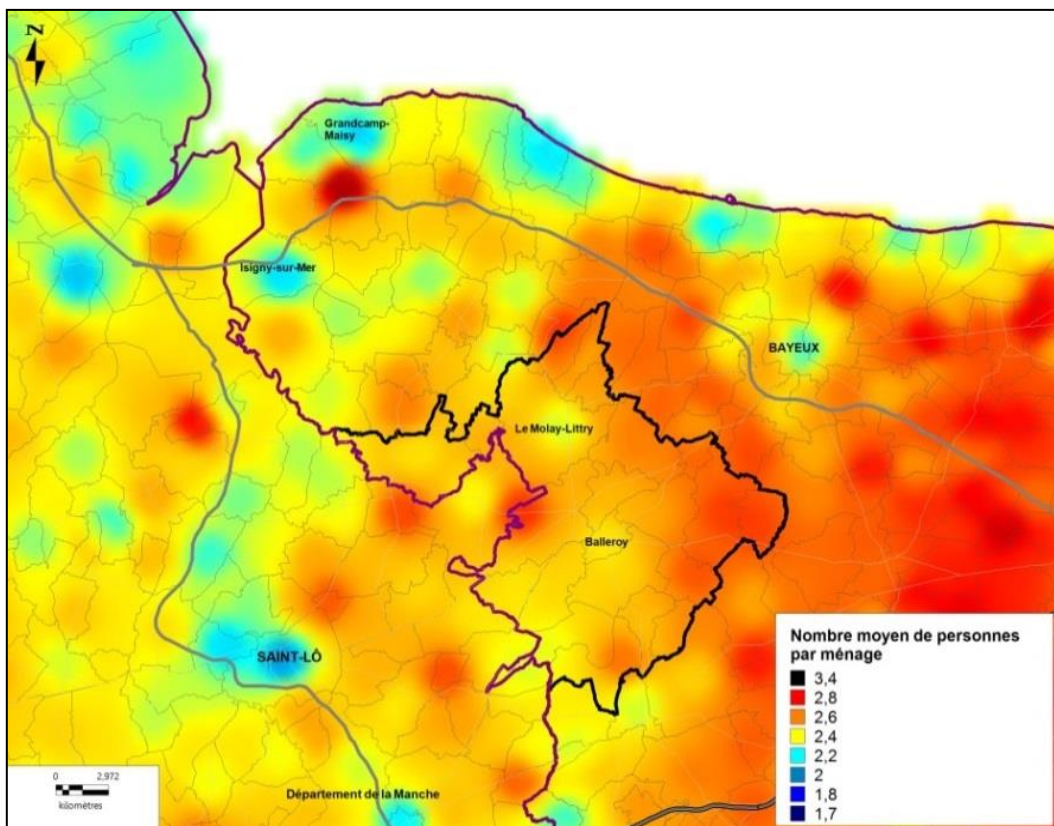 N
Grandcamp-
Maisy
Isigny-sur-Mer
BAYEUX
Le Molay-Littry
Balleroy
SAINT-LÔ
Département de la Manche
0 2,972
kilomètres
Nombre moyen de personnes
par ménage
3,4
2,8
2,6
2,4
2,2
2
1,8
1,7